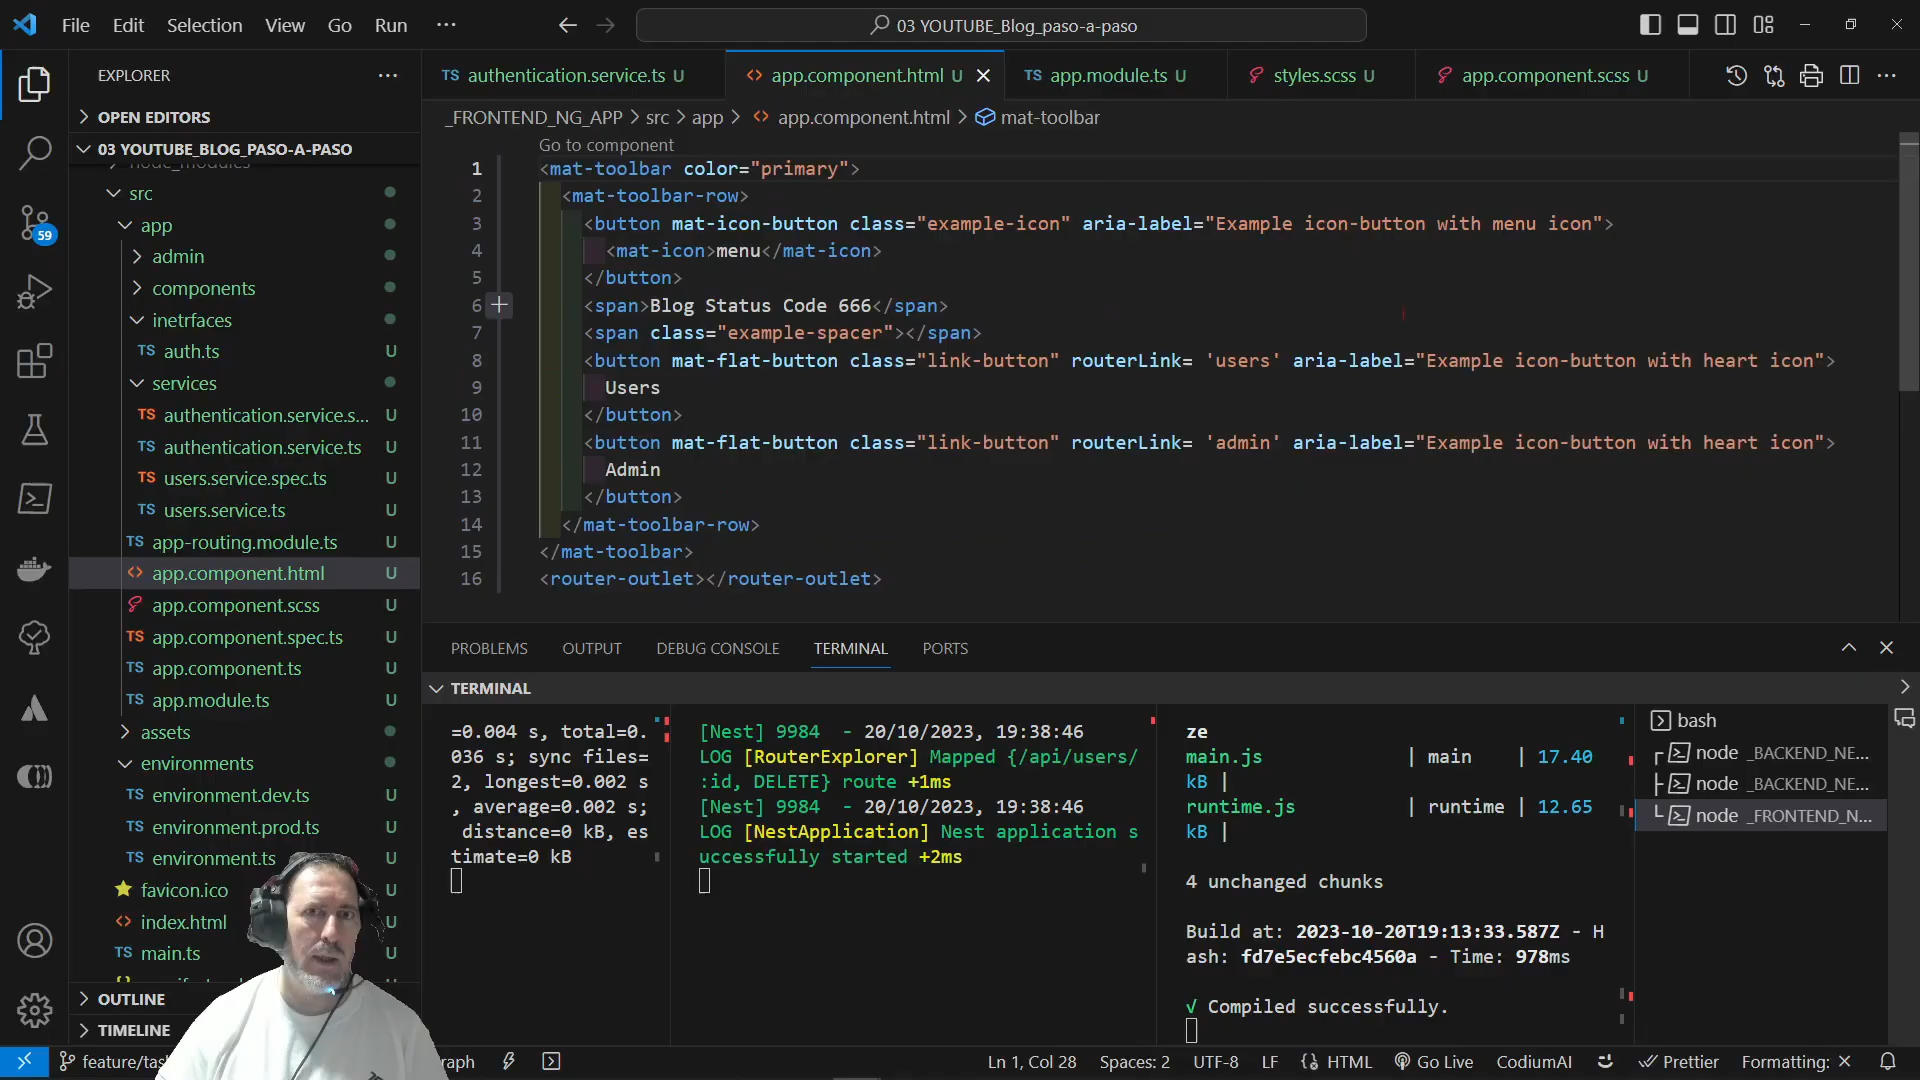 File Edit Selection View Go Run ···
03 YOUTUBE_Blog_paso-a-paso
EXPLORER ···
OPEN EDITORS
03 YOUTUBE_BLOG_PASO-A-PASO
node_modules
src
app
admin
components
inetrfaces
TS auth.ts U
services
TS authentication.service.s... U
TS authentication.service.ts U
TS users.service.spec.ts U
TS users.service.ts U
TS app-routing.module.ts U
<> app.component.html U
app.component.scss U
TS app.component.spec.ts U
TS app.component.ts U
TS app.module.ts U
assets
environments
TS environment.dev.ts U
TS environment.prod.ts U
TS environment.ts U
favicon.ico U
<> index.html U
TS main.ts U
OUTLINE
TIMELINE
59
TS authentication.service.ts U <> app.component.html U TS app.module.ts U styles.scss U app.component.scss U ···
_FRONTEND_NG_APP > src > app > <> app.component.html > mat-toolbar
Go to component
1 <mat-toolbar color="primary">
2 <mat-toolbar-row>
3 <button mat-icon-button class="example-icon" aria-label="Example icon-button with menu icon">
4 <mat-icon>menu</mat-icon>
5 </button>
6 <span>Blog Status Code 666</span>
7 <span class="example-spacer"></span>
8 <button mat-flat-button class="link-button" routerLink= 'users' aria-label="Example icon-button with heart icon">
9 Users
10 </button>
11 <button mat-flat-button class="link-button" routerLink= 'admin' aria-label="Example icon-button with heart icon">
12 Admin
13 </button>
14 </mat-toolbar-row>
15 </mat-toolbar>
16 <router-outlet></router-outlet>
PROBLEMS OUTPUT DEBUG CONSOLE TERMINAL PORTS
TERMINAL
=0.004 s, total=0.
036 s; sync files=
2, longest=0.002 s
, average=0.002 s;
distance=0 kB, es
timate=0 kB
[Nest] 9984 - 20/10/2023, 19:38:46
LOG [RouterExplorer] Mapped {/api/users/
:id, DELETE} route +1ms
[Nest] 9984 - 20/10/2023, 19:38:46
LOG [NestApplication] Nest application s
uccessfully started +2ms
ze
main.js | main | 17.40
kB |
runtime.js | runtime | 12.65
kB |
4 unchanged chunks
Build at: 2023-10-20T19:13:33.587Z - H
ash: fd7e5ecfebc4560a - Time: 978ms
√ Compiled successfully.
bash
node _BACKEND_NE...
node _BACKEND_NE...
node _FRONTEND_N...
feature/tas raph Ln 1, Col 28 Spaces: 2 UTF-8 LF {} HTML Go Live CodiumAI Prettier Formatting: ×